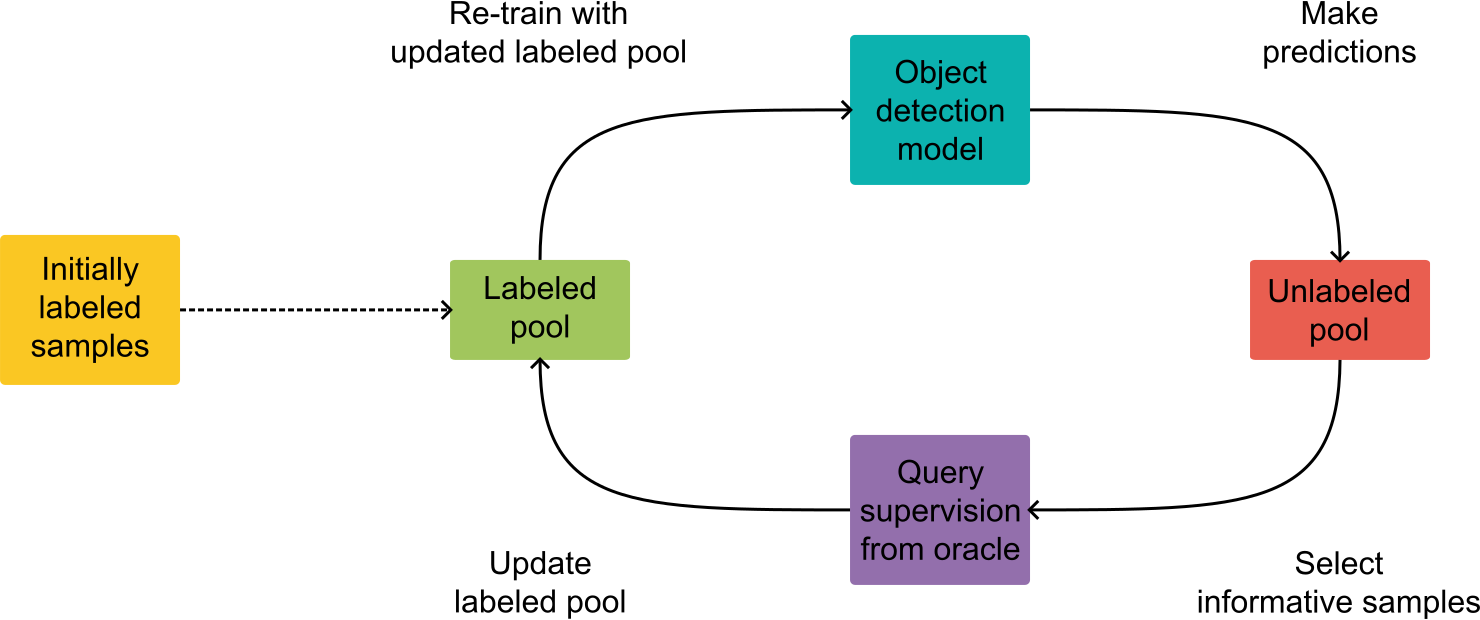 Re-train with
updated labeled pool
Make
predictions
Object
detection
model
Initially
labeled
samples
Labeled
pool
Unlabeled
pool
Query
supervision
from oracle
Update
labeled pool
Select
informative samples